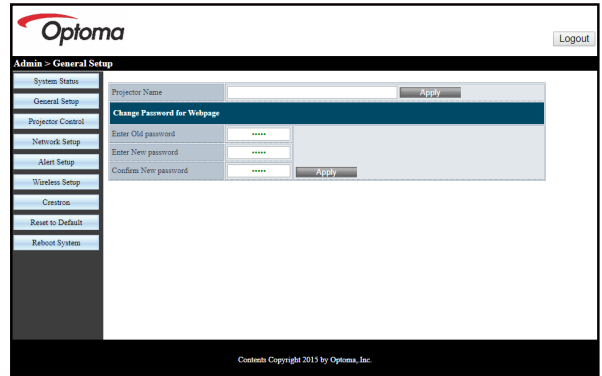 Optoma
Logout
Admin > General Setup
System Status
General Setup
Projector Control
Network Setup
Alert Setup
Wireless Setup
Crestron
Reset to Default
Reboot System
Projector Name
Apply
Change Password for Webpage
Enter Old password
•••••
Enter New password
•••••
Confirm New password
•••••
Apply
Contents Copyright 2015 by Optoma, Inc.